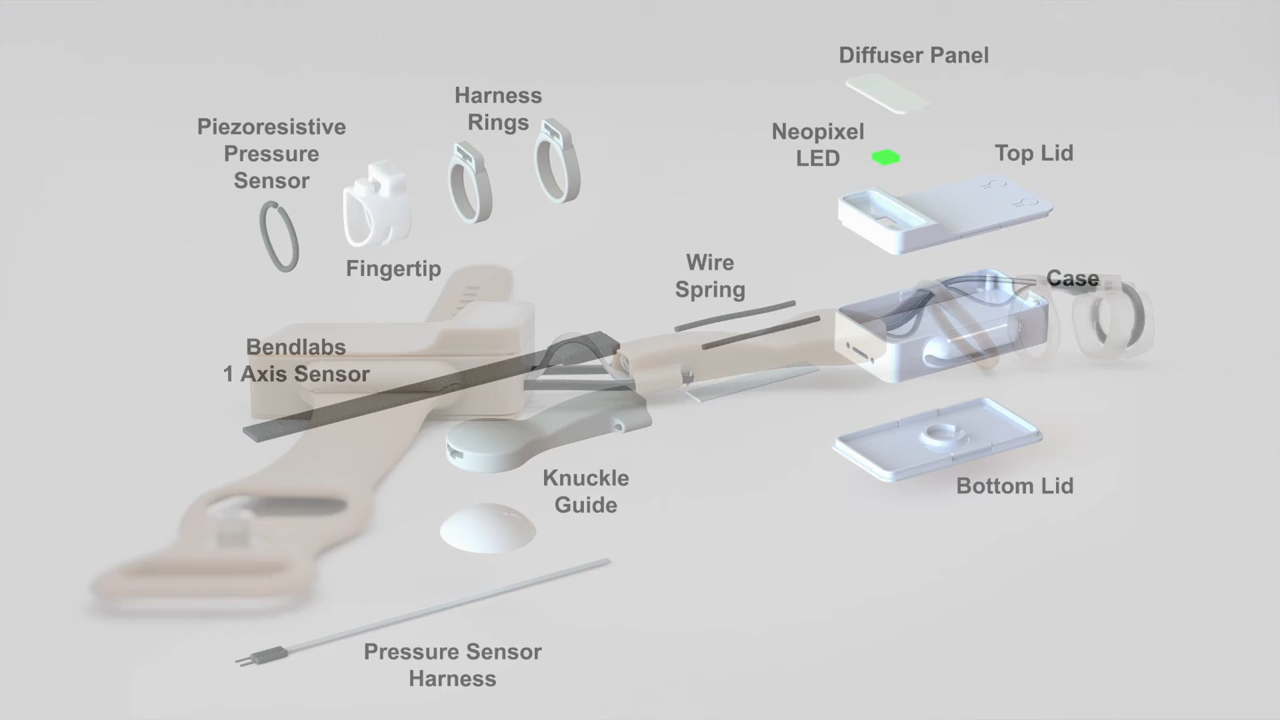 Diffuser Panel
Harness
Rings
Piezoresistive
Pressure
Sensor
Neopixel
LED
Top Lid
Fingertip
Wire
Spring
Case
Bendlabs
1 Axis Sensor
Knuckle
Guide
Bottom Lid
Pressure Sensor
Harness